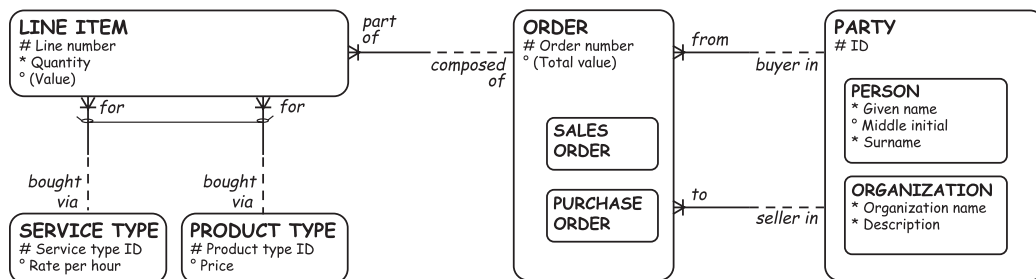 LINE ITEM
# Line number
* Quantity
° (Value)
part
of
composed
of
for
for
bought
via
bought
via
SERVICE TYPE
# Service type ID
° Rate per hour
PRODUCT TYPE
# Product type ID
° Price
ORDER
# Order number
° (Total value)
SALES
ORDER
PURCHASE
ORDER
from
buyer in
to
seller in
PARTY
# ID
PERSON
* Given name
° Middle initial
* Surname
ORGANIZATION
* Organization name
* Description